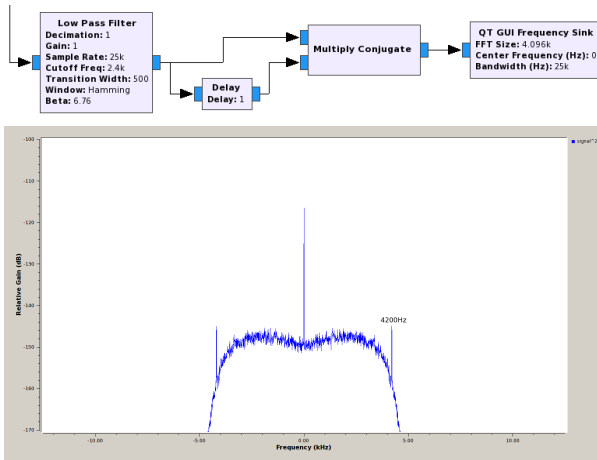 Low Pass Filter
Decimation: 1
Gain: 1
Sample Rate: 25k
Cutoff Freq: 2.4k
Transition Width: 500
Window: Hamming
Beta: 6.76
Delay
Delay: 1
Multiply Conjugate
QT GUI Frequency Sink
FFT Size: 4.096k
Center Frequency (Hz): 0
Bandwidth (Hz): 25k
signal^2
-100
-110
-120
-130
-140
-150
-160
-170
Relative Gain (dB)
4200Hz
-10.00
-5.00
0.00
5.00
10.00
Frequency (kHz)